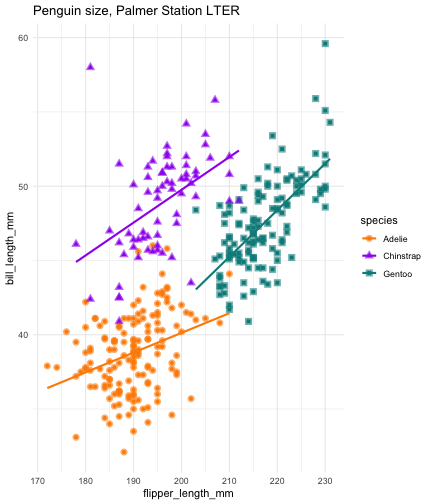 Penguin size, Palmer Station LTER
60
50
40
bill_length_mm
170 180 190 200 210 220 230
flipper_length_mm
species
Adelie
Chinstrap
Gentoo